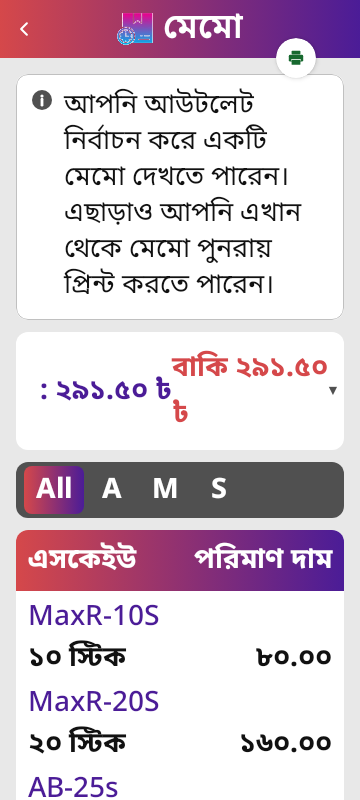 মেমো
আপনি আউটলেট
নির্বাচন করে একটি
মেমো দেখতে পারেন।
এছাড়াও আপনি এখান
থেকে মেমো পুনরায়
প্রিন্ট করতে পারেন।
: ২৯১.৫০ ৳ বাকি ২৯১.৫০
৳
All A M S
এসকেইউ পরিমাণ দাম
MaxR-10S
১০ স্টিক ৮০.০০
MaxR-20S
২০ স্টিক ১৬০.০০
AB-25s